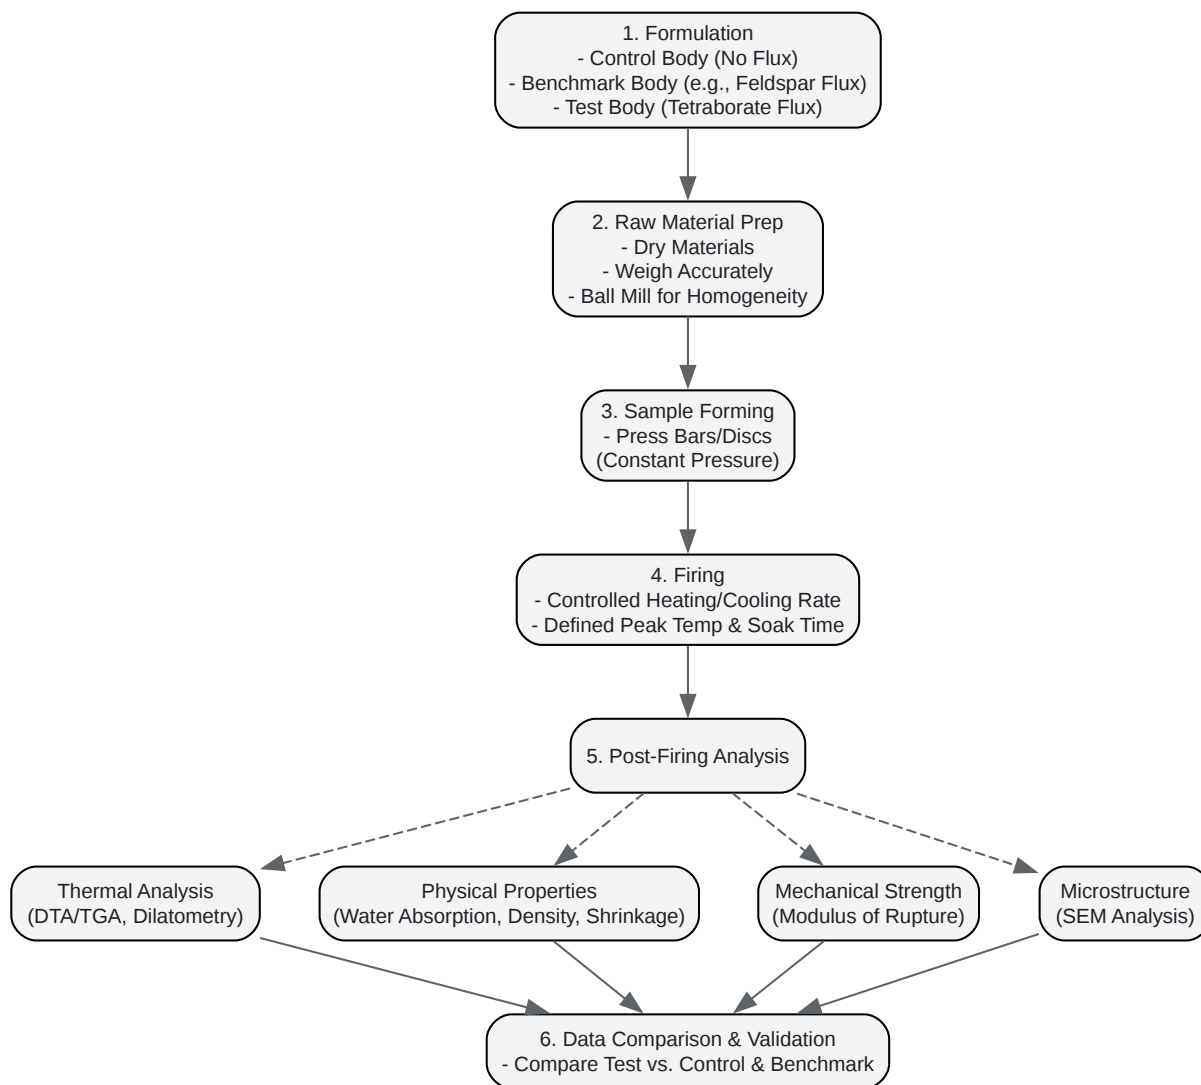 1. Formulation
- Control Body (No Flux)
- Benchmark Body (e.g., Feldspar Flux)
- Test Body (Tetraborate Flux)
2. Raw Material Prep
- Dry Materials
- Weigh Accurately
- Ball Mill for Homogeneity
3. Sample Forming
- Press Bars/Discs
(Constant Pressure)
4. Firing
- Controlled Heating/Cooling Rate
- Defined Peak Temp & Soak Time
5. Post-Firing Analysis
Thermal Analysis
(DTA/TGA, Dilatometry)
Physical Properties
(Water Absorption, Density, Shrinkage)
Mechanical Strength
(Modulus of Rupture)
Microstructure
(SEM Analysis)
6. Data Comparison & Validation
- Compare Test vs. Control & Benchmark